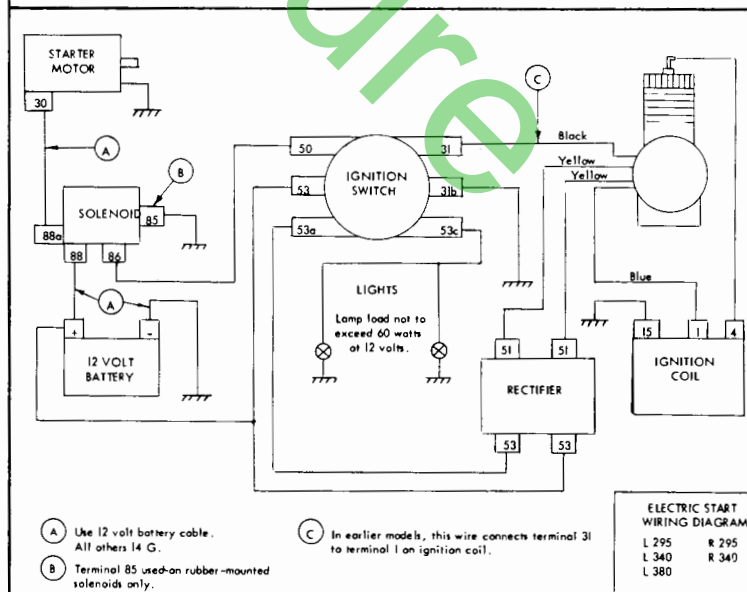 ure
STARTER
MOTOR
30
A
B
SOLENOID
85
88a
88
86
A
+
-
12 VOLT
BATTERY
C
50
31
Black
IGNITION
SWITCH
53
31b
53a
53c
Yellow
Yellow
Blue
LIGHTS
Lamp load not to
exceed 60 watts
at 12 volts.
51
51
RECTIFIER
53
53
15
1
4
IGNITION
COIL
A Use 12 volt battery cable.
All others 14 G.
B Terminal 85 used on rubber-mounted
solenoids only.
C In earlier models, this wire connects terminal 31
to terminal 1 on ignition coil.
ELECTRIC START
WIRING DIAGRAM
L 295 R 295
L 340 R 340
L 380